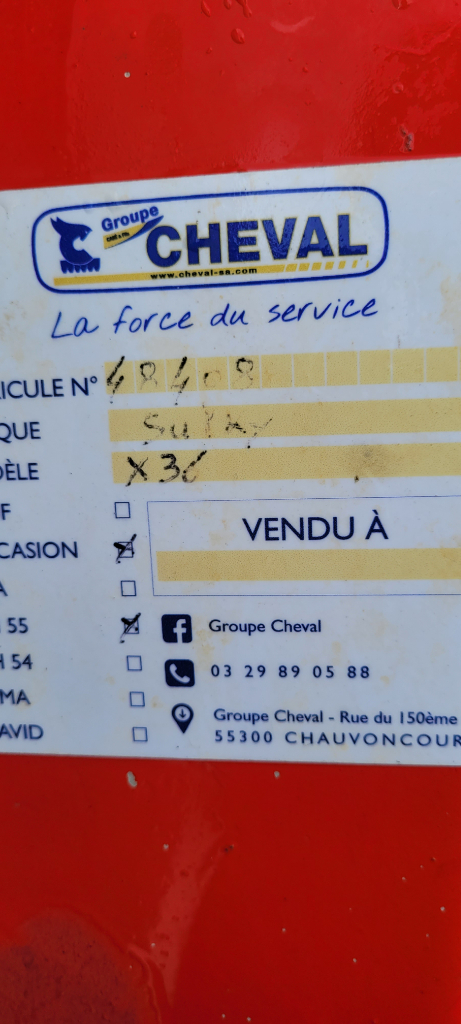 Groupe
CHEVAL
www.cheval-sa.com
La force du service
ICULE N° 48408
QUE Sulky
ÈLE X36
F
VENDU À
CASION
A
55
Groupe Cheval
54
03 29 89 05 88
MA
Groupe Cheval - Rue du 150ème
AVID
55300 CHAUVONCOUR